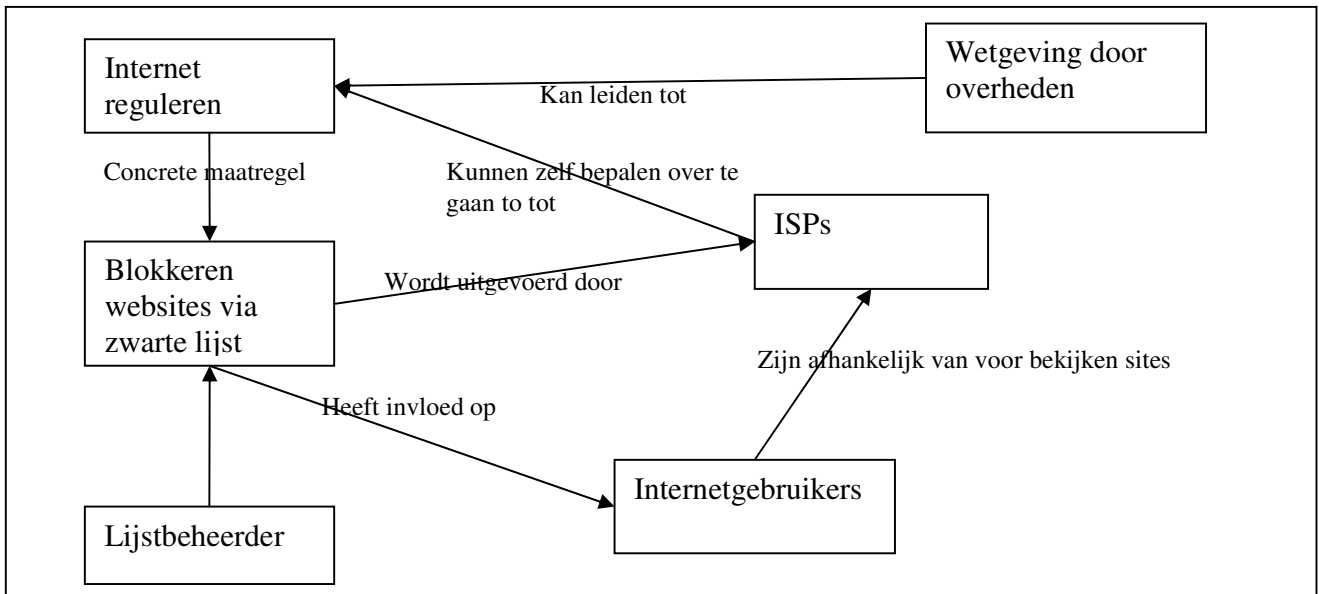 Internet
reguleren
Wetgeving door
overheden
Kan leiden tot
Concrete maatregel
Kunnen zelf bepalen over te
gaan to tot
ISPs
Blokkeren
websites via
zwarte lijst
Wordt uitgevoerd door
Zijn afhankelijk van voor bekijken sites
Heeft invloed op
Internetgebruikers
Lijstbeheerder